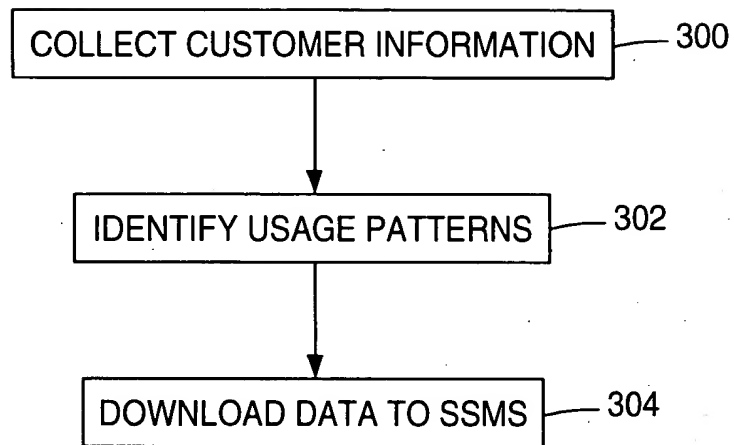 COLLECT CUSTOMER INFORMATION 300
IDENTIFY USAGE PATTERNS 302
DOWNLOAD DATA TO SSMS 304